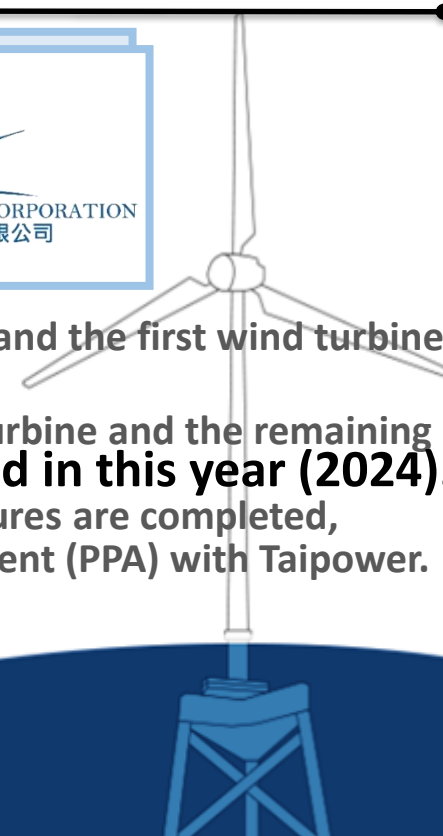 ORPORATION
限公司
and the first wind turbine
urbine and the remaining
d in this year (2024).
ures are completed,
ent (PPA) with Taipower.